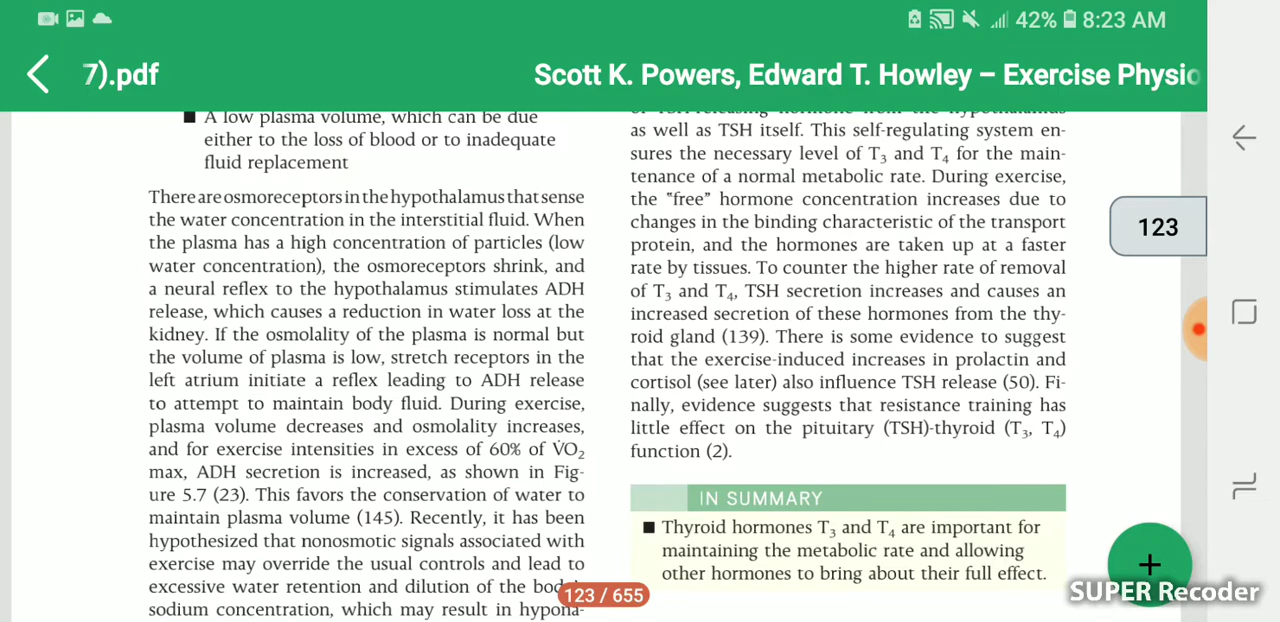 42% 8:23 AM
7).pdf
Scott K. Powers, Edward T. Howley – Exercise Physio
■ A low plasma volume, which can be due
either to the loss of blood or to inadequate
fluid replacement
There are osmoreceptors in the hypothalamus that sense
the water concentration in the interstitial fluid. When
the plasma has a high concentration of particles (low
water concentration), the osmoreceptors shrink, and
a neural reflex to the hypothalamus stimulates ADH
release, which causes a reduction in water loss at the
kidney. If the osmolality of the plasma is normal but
the volume of plasma is low, stretch receptors in the
left atrium initiate a reflex leading to ADH release
to attempt to maintain body fluid. During exercise,
plasma volume decreases and osmolality increases,
and for exercise intensities in excess of 60% of V̇O₂
max, ADH secretion is increased, as shown in Fig-
ure 5.7 (23). This favors the conservation of water to
maintain plasma volume (145). Recently, it has been
hypothesized that nonosmotic signals associated with
exercise may override the usual controls and lead to
excessive water retention and dilution of the body's
sodium concentration, which may result in hypona-
of TSH-releasing hormone from the hypothalamus
as well as TSH itself. This self-regulating system en-
sures the necessary level of T₃ and T₄ for the main-
tenance of a normal metabolic rate. During exercise,
the "free" hormone concentration increases due to
changes in the binding characteristic of the transport
protein, and the hormones are taken up at a faster
rate by tissues. To counter the higher rate of removal
of T₃ and T₄, TSH secretion increases and causes an
increased secretion of these hormones from the thy-
roid gland (139). There is some evidence to suggest
that the exercise-induced increases in prolactin and
cortisol (see later) also influence TSH release (50). Fi-
nally, evidence suggests that resistance training has
little effect on the pituitary (TSH)-thyroid (T₃, T₄)
function (2).
IN SUMMARY
■ Thyroid hormones T₃ and T₄ are important for
maintaining the metabolic rate and allowing
other hormones to bring about their full effect.
123
123 / 655
+
SUPER Recorder